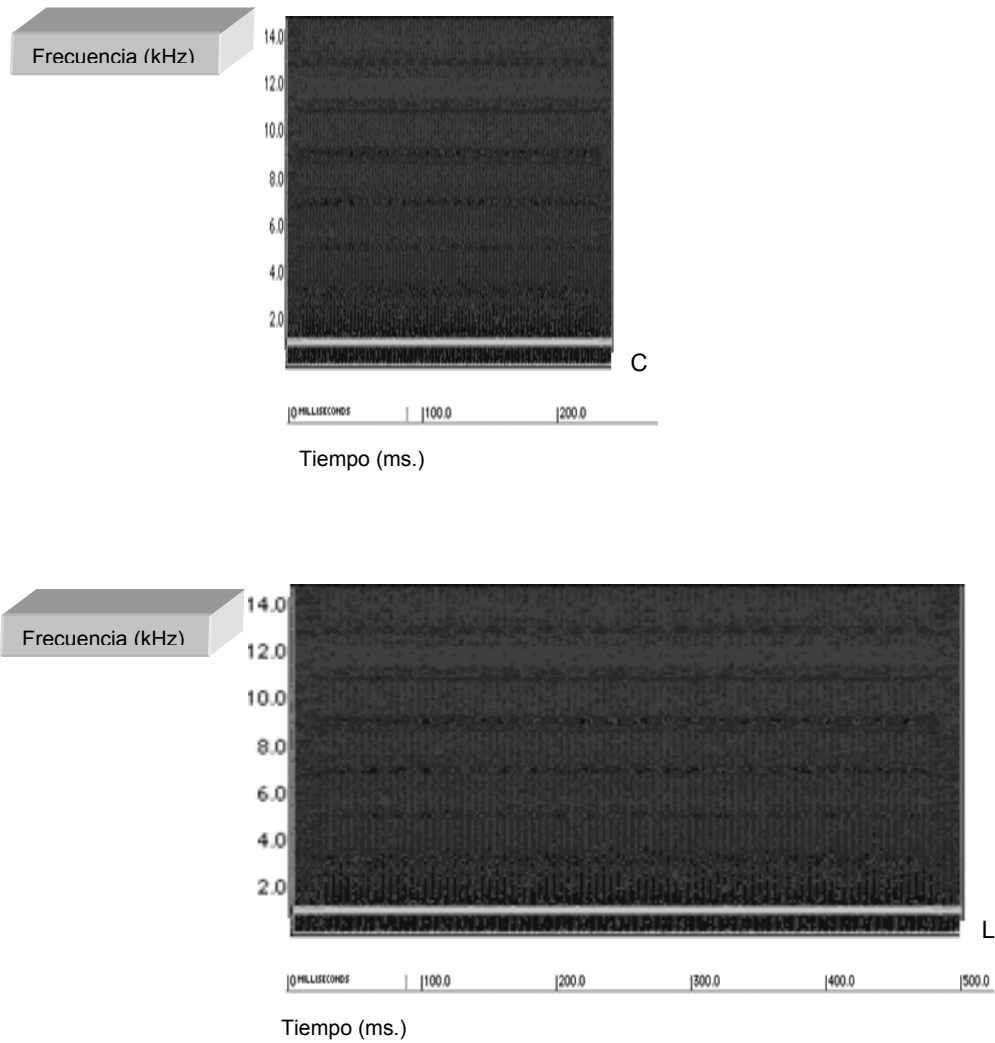 Frecuencia (kHz)
14.0
12.0
10.0
8.0
6.0
4.0
2.0
C
0 MILLISECONDS 100.0 200.0
Tiempo (ms.)
Frecuencia (kHz)
14.0
12.0
10.0
8.0
6.0
4.0
2.0
L
0 MILLISECONDS 100.0 200.0 300.0 400.0 500.0
Tiempo (ms.)